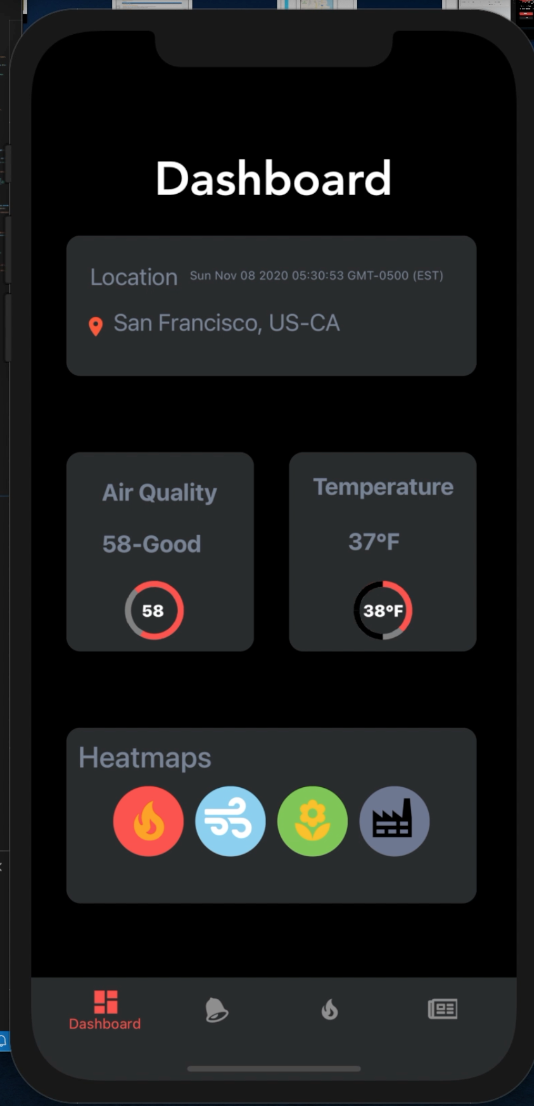 Dashboard
Location Sun Nov 08 2020 05:30:53 GMT-0500 (EST)
San Francisco, US-CA
Air Quality
58-Good
58
Temperature
37°F
38°F
Heatmaps
Dashboard